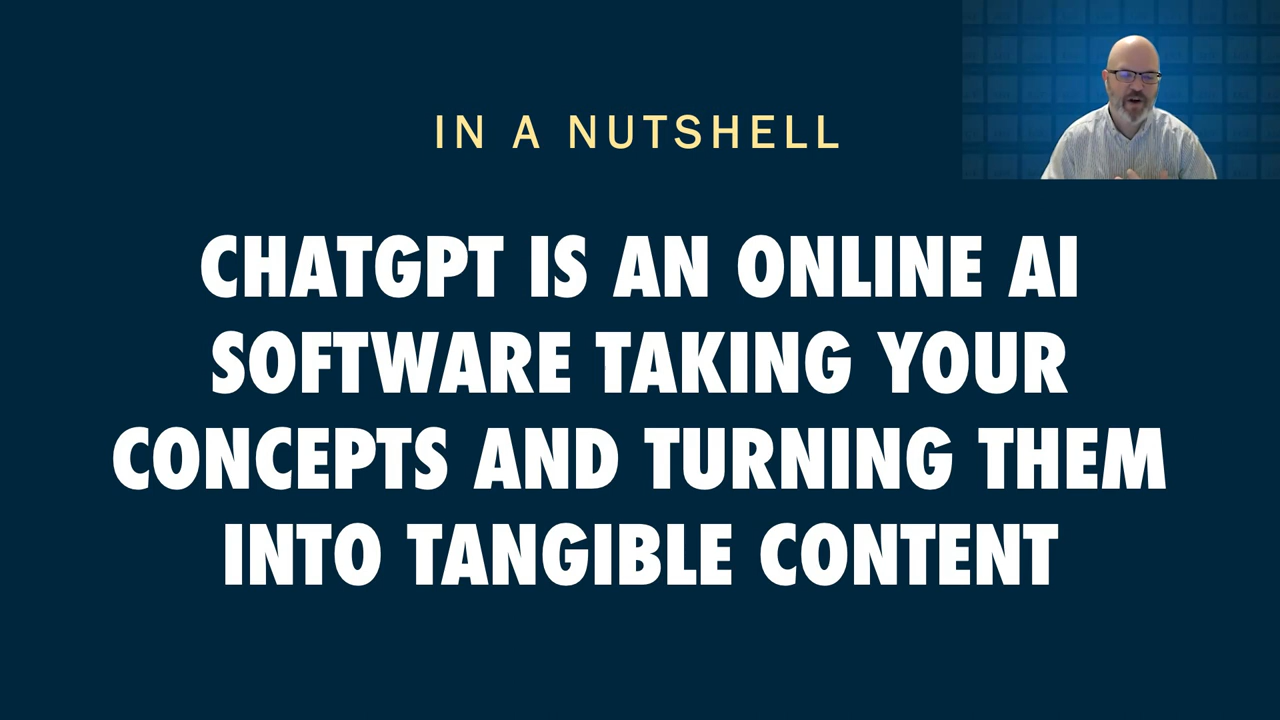 IN A NUTSHELL
CHATGPT IS AN ONLINE AI
SOFTWARE TAKING YOUR
CONCEPTS AND TURNING THEM
INTO TANGIBLE CONTENT